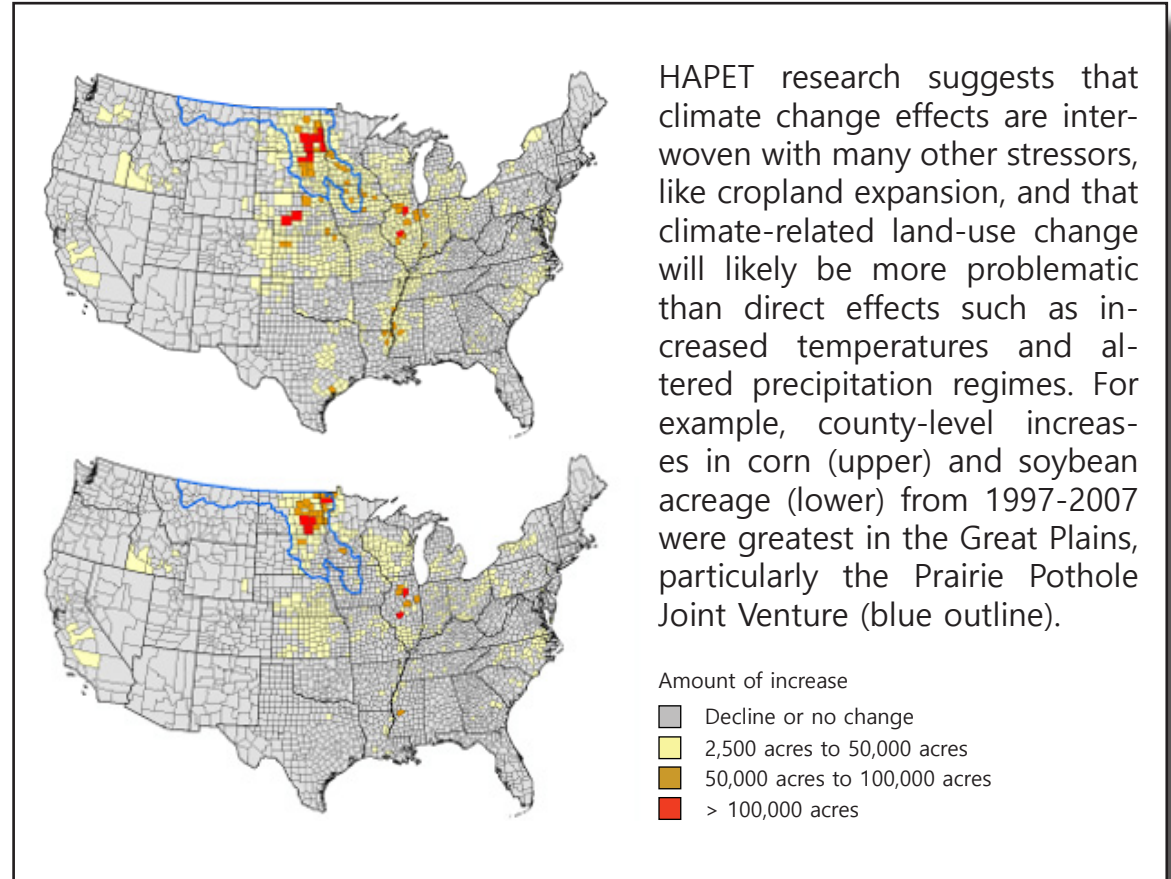 HAPET research suggests that
climate change effects are inter-
woven with many other stressors,
like cropland expansion, and that
climate-related land-use change
will likely be more problematic
than direct effects such as in-
creased temperatures and al-
tered precipitation regimes. For
example, county-level increas-
es in corn (upper) and soybean
acreage (lower) from 1997-2007
were greatest in the Great Plains,
particularly the Prairie Pothole
Joint Venture (blue outline).
Amount of increase
Decline or no change
2,500 acres to 50,000 acres
50,000 acres to 100,000 acres
> 100,000 acres